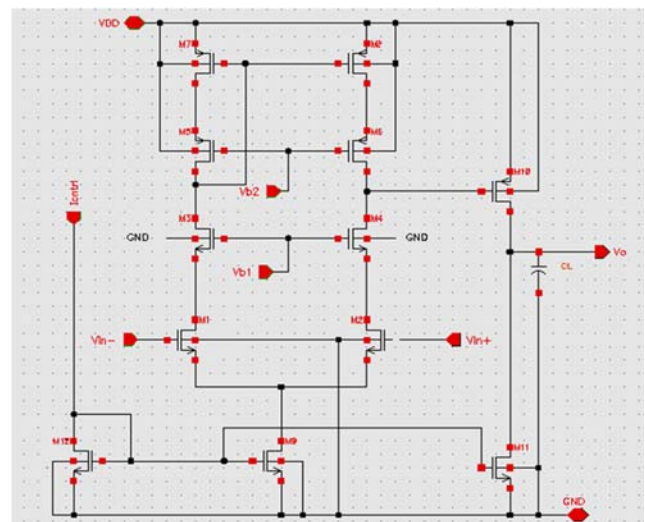 VDD
M7
M8
M5
M6
Vb2
M10
Icntrl
M3
M4
GND
GND
Vo
CL
Vb1
M1
M2
Vin-
Vin+
M12
M9
M11
GND